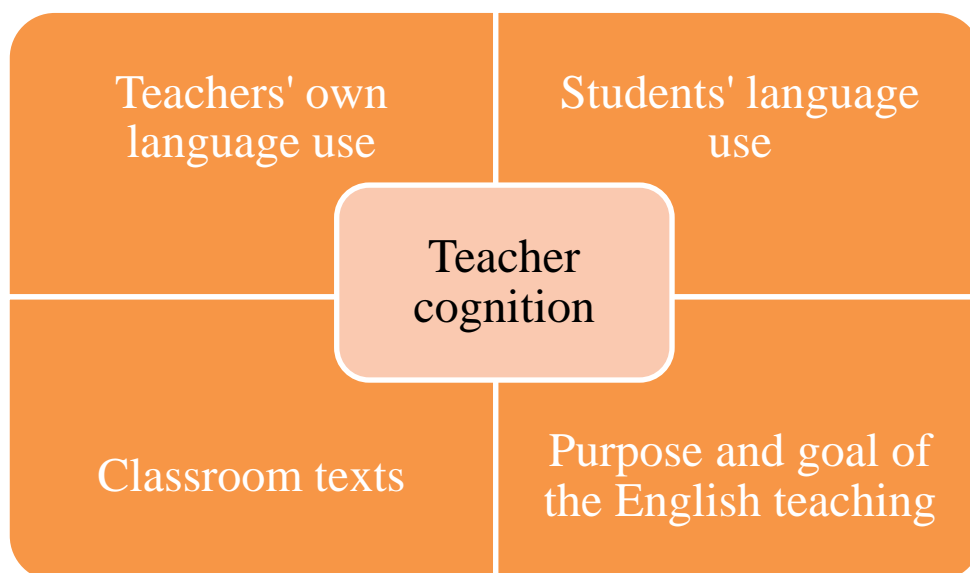 Teachers' own
language use
Students' language
use
Teacher
cognition
Classroom texts
Purpose and goal of
the English teaching